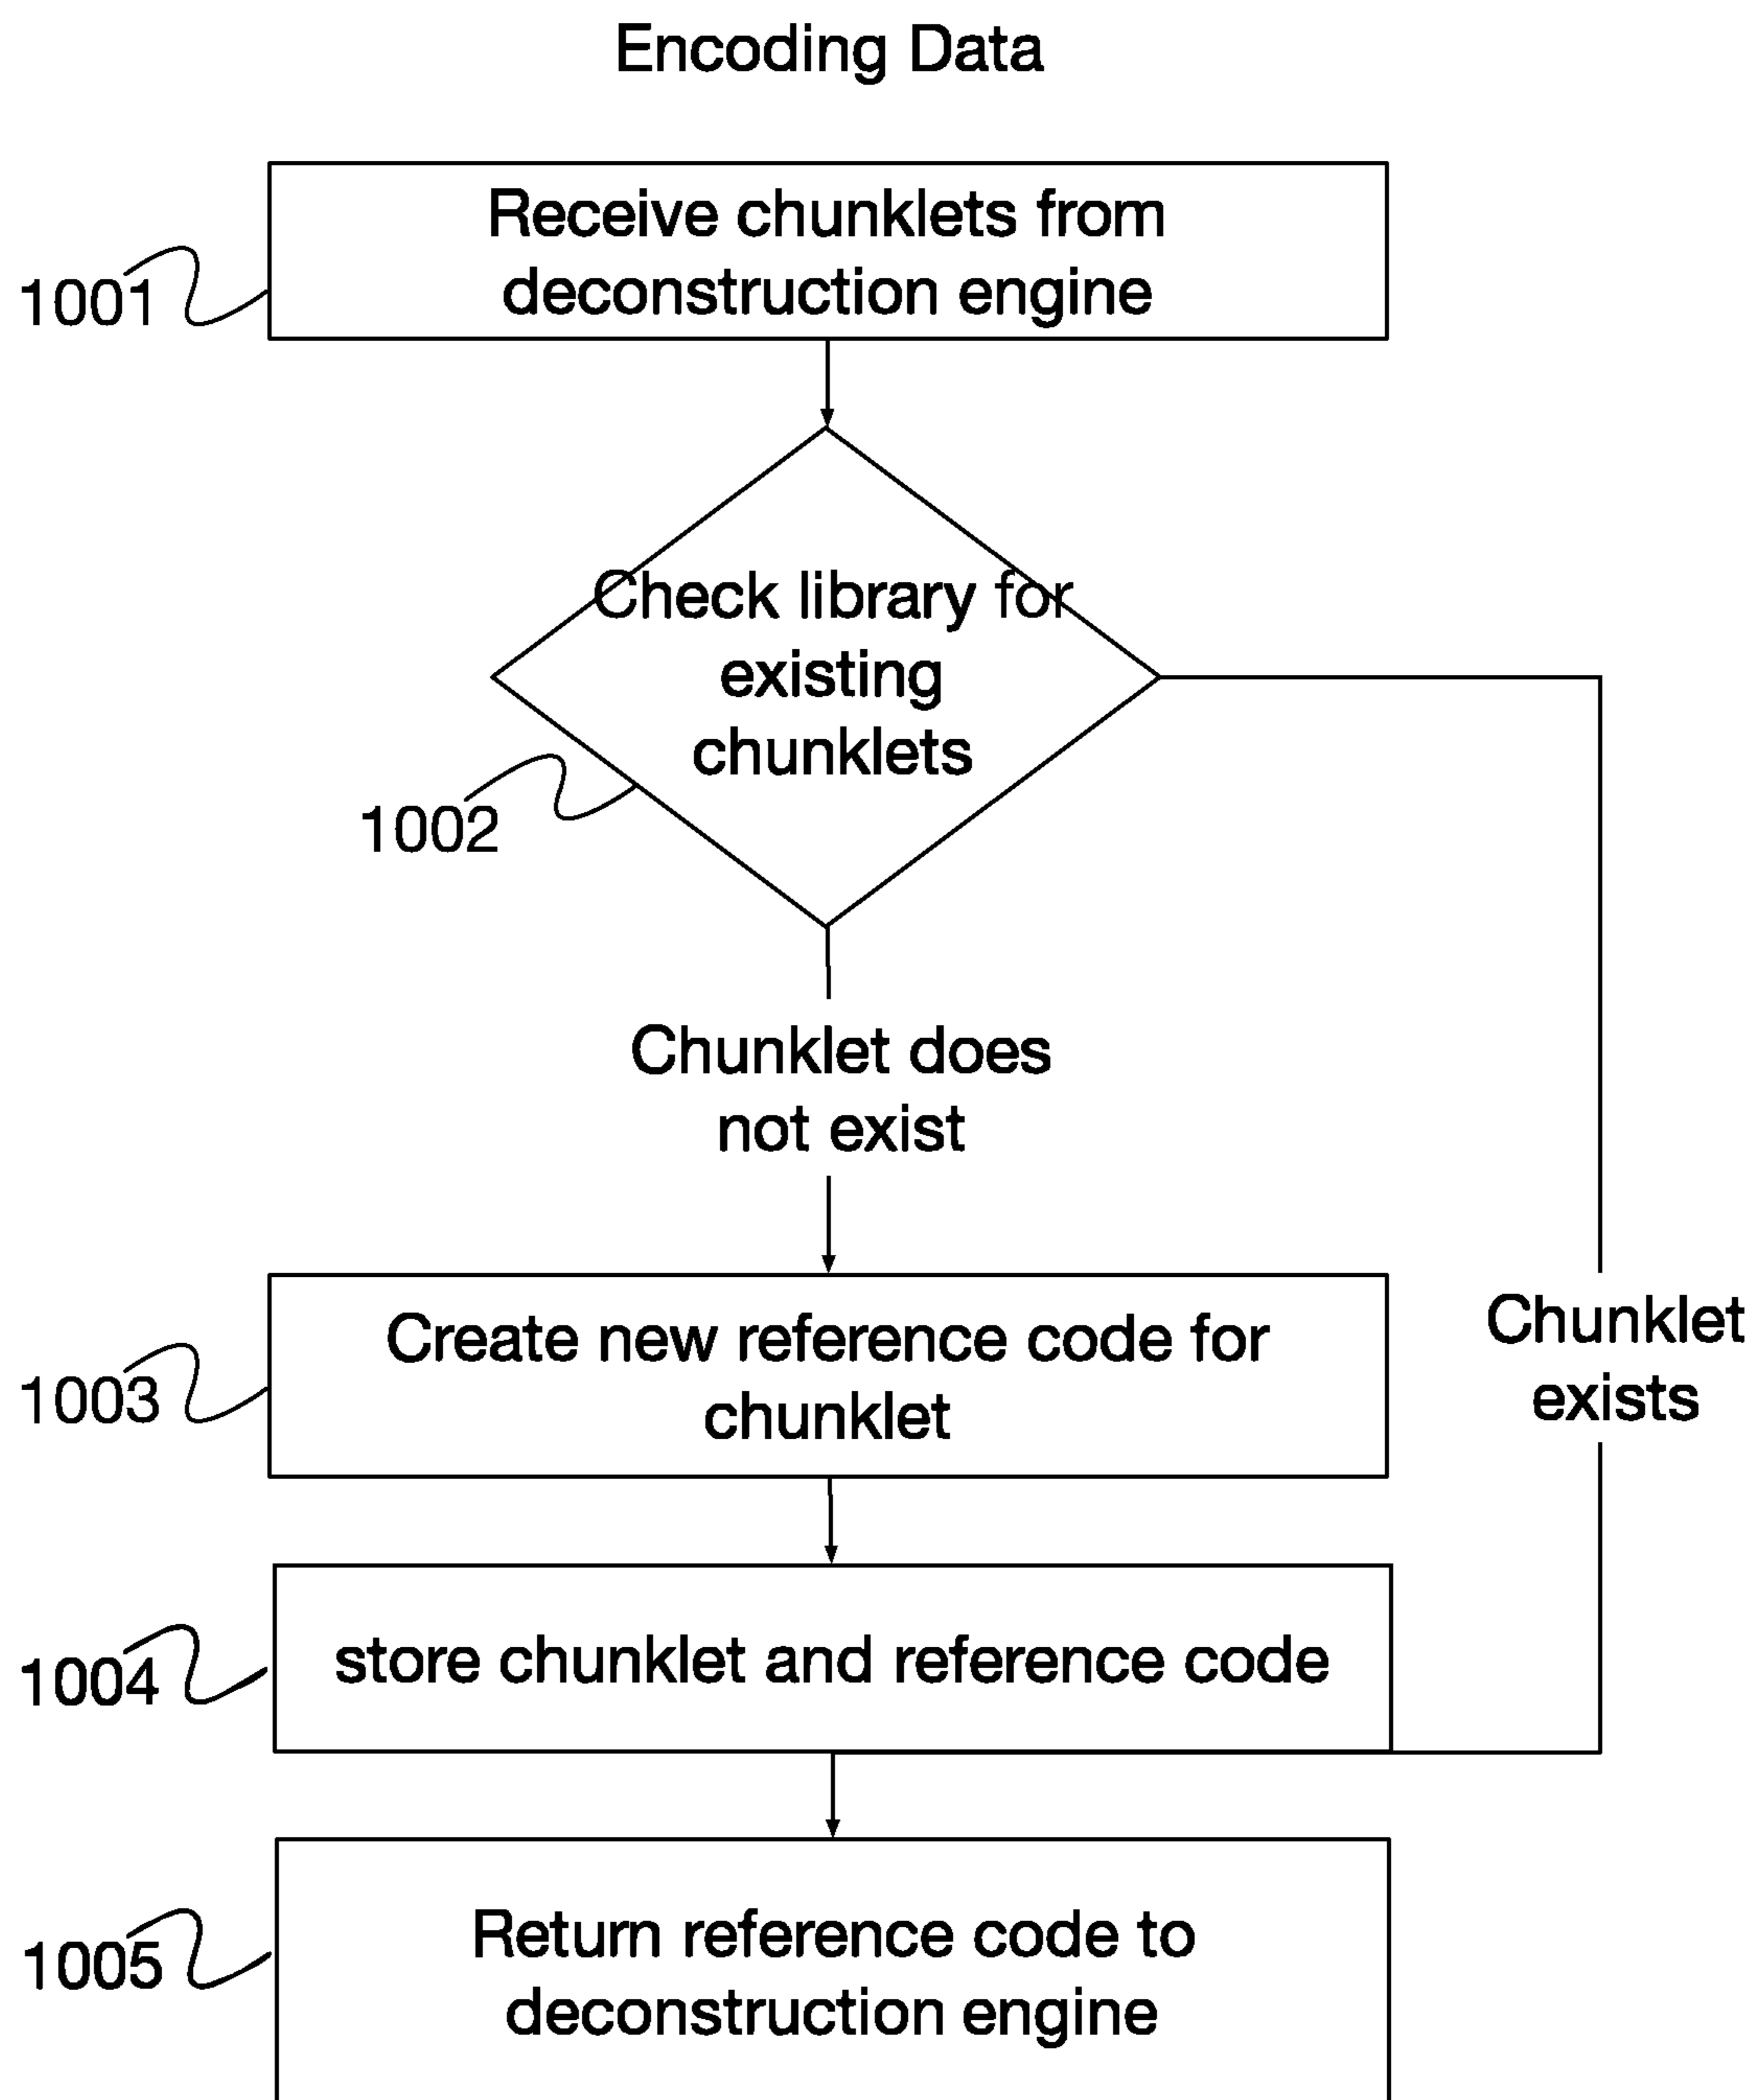 Encoding Data
Receive chunklets from
deconstruction engine
1001
Check library for
existing
chunklets
1002
Chunklet does
not exist
Create new reference code for
chunklet
1003
Chunklet
exists
store chunklet and reference code
1004
Return reference code to
deconstruction engine
1005